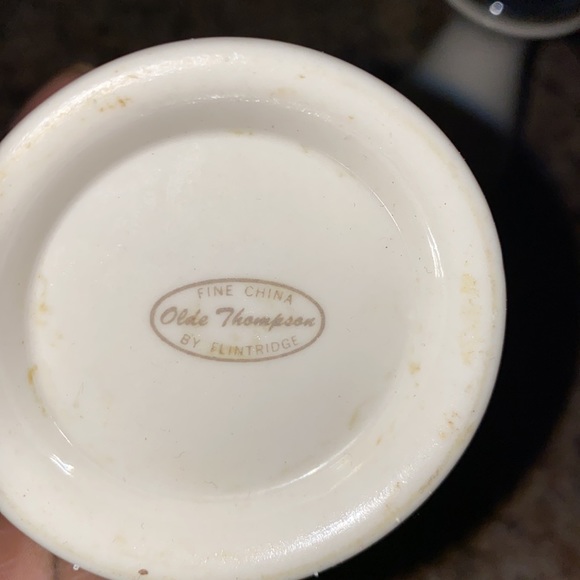 FINE CHINA
Olde Thompson
BY FLINTRIDGE